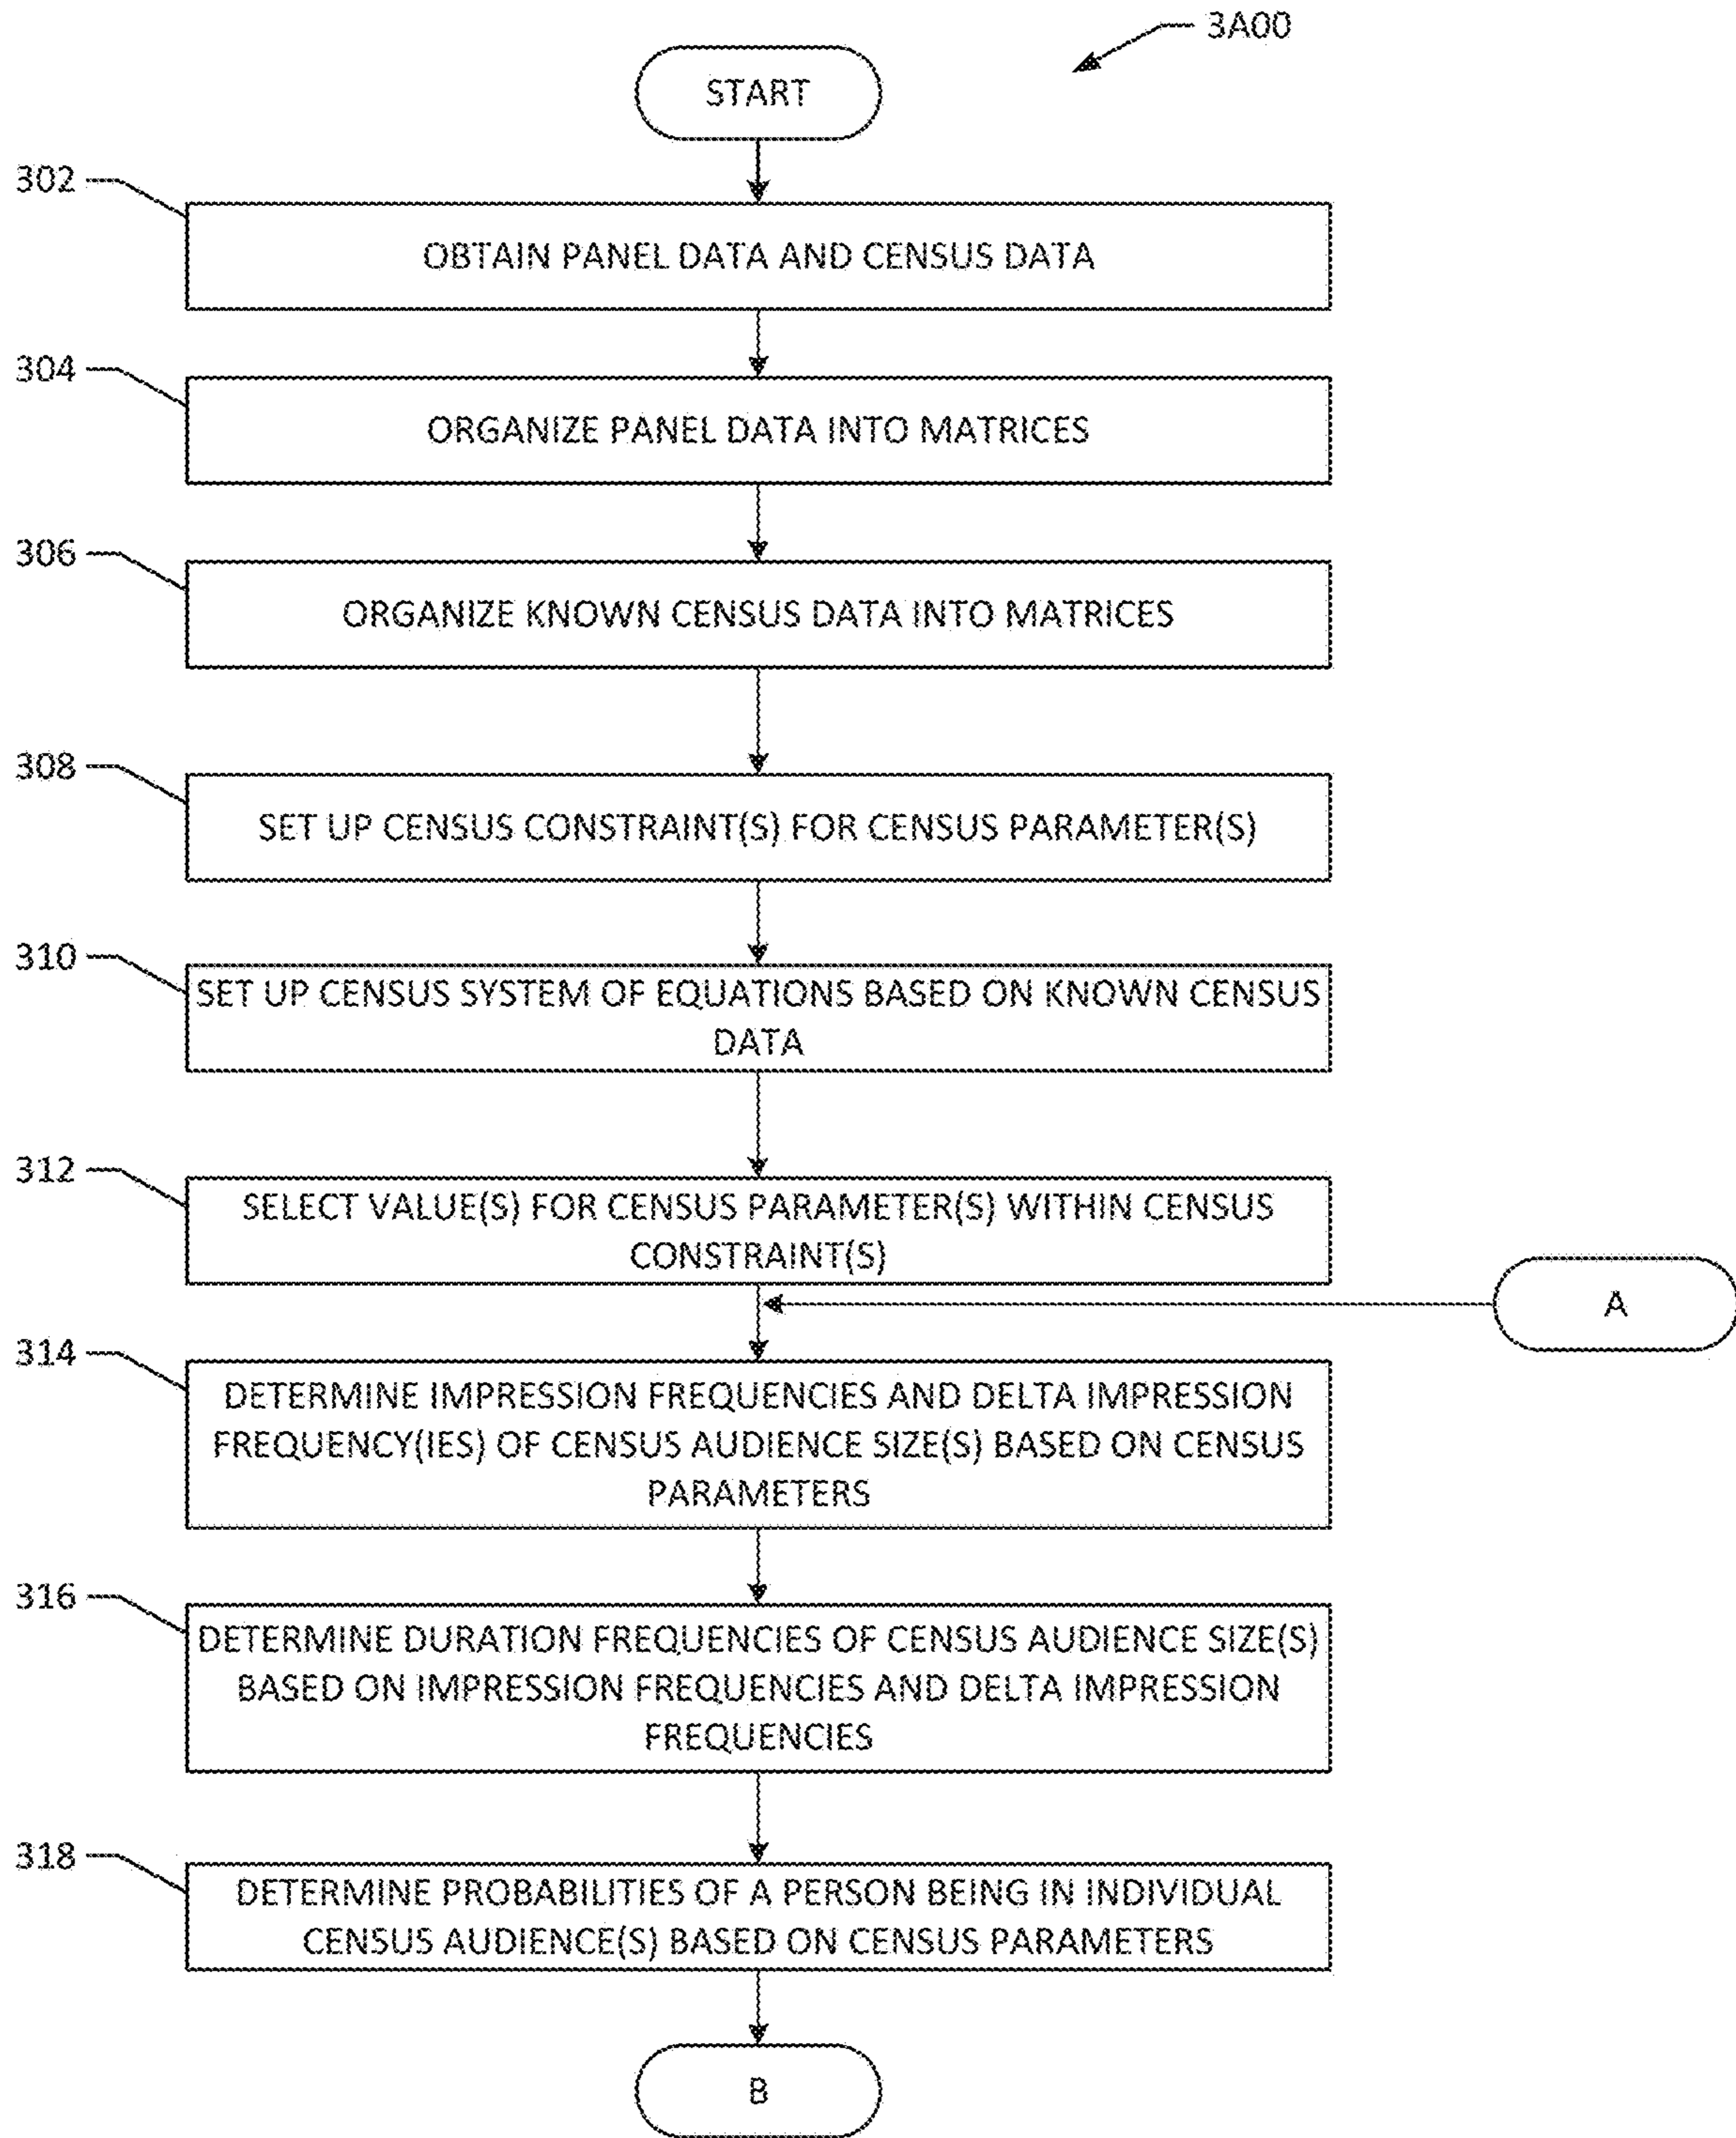 3A00
START
302
OBTAIN PANEL DATA AND CENSUS DATA
304
ORGANIZE PANEL DATA INTO MATRICES
306
ORGANIZE KNOWN CENSUS DATA INTO MATRICES
308
SET UP CENSUS CONSTRAINT(S) FOR CENSUS PARAMETER(S)
310
SET UP CENSUS SYSTEM OF EQUATIONS BASED ON KNOWN CENSUS
DATA
312
SELECT VALUE(S) FOR CENSUS PARAMETER(S) WITHIN CENSUS
CONSTRAINT(S)
A
314
DETERMINE IMPRESSION FREQUENCIES AND DELTA IMPRESSION
FREQUENCY(IES) OF CENSUS AUDIENCE SIZE(S) BASED ON CENSUS
PARAMETERS
316
DETERMINE DURATION FREQUENCIES OF CENSUS AUDIENCE SIZE(S)
BASED ON IMPRESSION FREQUENCIES AND DELTA IMPRESSION
FREQUENCIES
318
DETERMINE PROBABILITIES OF A PERSON BEING IN INDIVIDUAL
CENSUS AUDIENCE(S) BASED ON CENSUS PARAMETERS
B